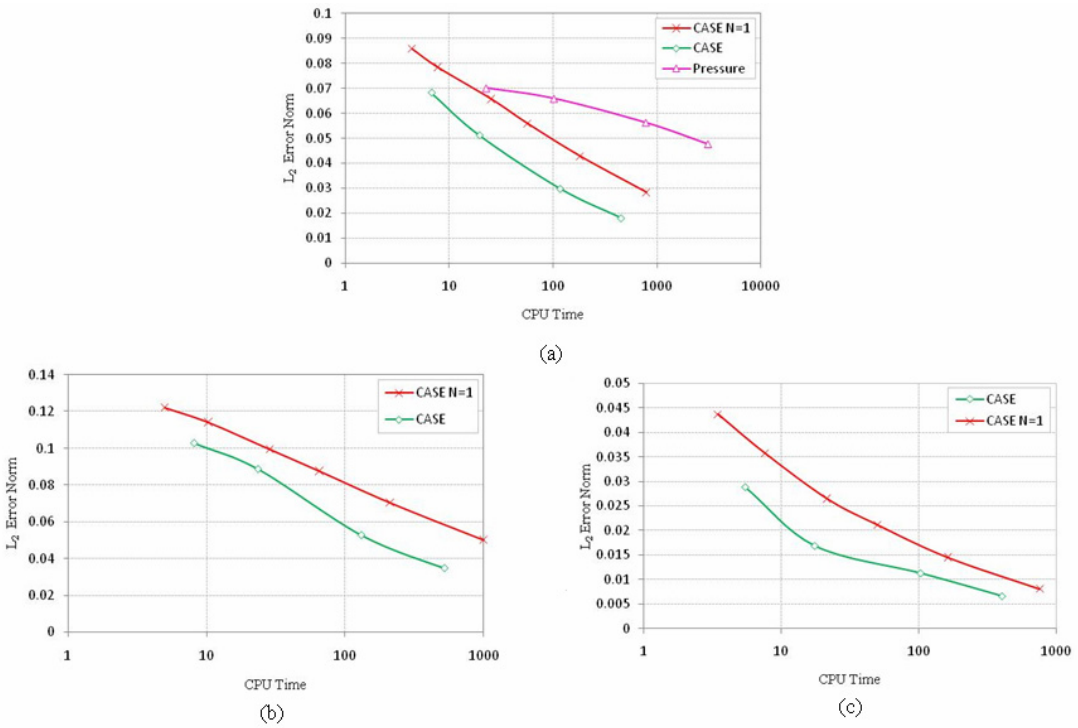 0.1
0.09
0.08
0.07
0.06
0.05
0.04
0.03
0.02
0.01
0
L2 Error Norm
1
10
100
1000
10000
CPU Time
CASE N=1
CASE
Pressure
(a)
0.14
0.12
0.1
0.08
0.06
0.04
0.02
0
L2 Error Norm
1
10
100
1000
CPU Time
CASE N=1
CASE
(b)
0.05
0.045
0.04
0.035
0.03
0.025
0.02
0.015
0.01
0.005
0
L2 Error Norm
1
10
100
1000
CPU Time
CASE
CASE N=1
(c)